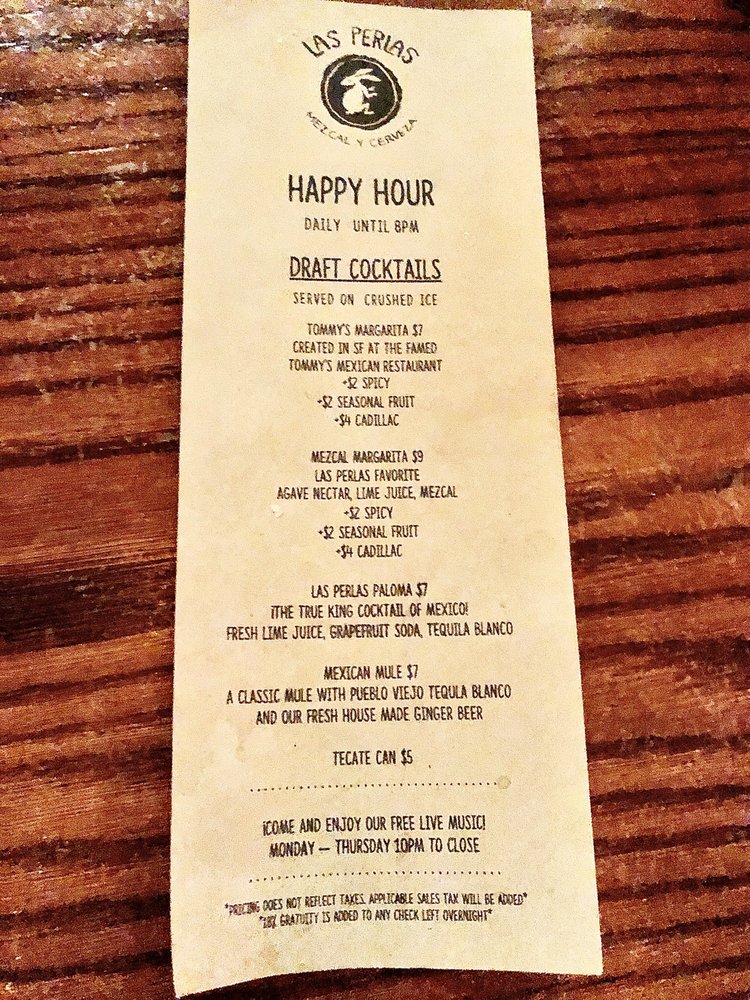 LAS PERLAS
MEZCAL Y CERVEZA
HAPPY HOUR
DAILY UNTIL 8PM
DRAFT COCKTAILS
SERVED ON CRUSHED ICE
TOMMY'S MARGARITA $7
CREATED IN SF AT THE FAMED
TOMMY'S MEXICAN RESTAURANT
+$2 SPICY
+$2 SEASONAL FRUIT
+$4 CADILLAC
MEZCAL MARGARITA $9
LAS PERLAS FAVORITE
AGAVE NECTAR, LIME JUICE, MEZCAL
+$2 SPICY
+$2 SEASONAL FRUIT
+$4 CADILLAC
LAS PERLAS PALOMA $7
¡THE TRUE KING COCKTAIL OF MEXICO!
FRESH LIME JUICE, GRAPEFRUIT SODA, TEQUILA BLANCO
MEXICAN MULE $7
A CLASSIC MULE WITH PUEBLO VIEJO TEQULA BLANCO
AND OUR FRESH HOUSE MADE GINGER BEER
TECATE CAN $5
¡COME AND ENJOY OUR FREE LIVE MUSIC!
MONDAY — THURSDAY 10PM TO CLOSE
*PRICING DOES NOT REFLECT TAXES. APPLICABLE SALES TAX WILL BE ADDED*
*18% GRATUITY IS ADDED TO ANY CHECK LEFT OVERNIGHT*